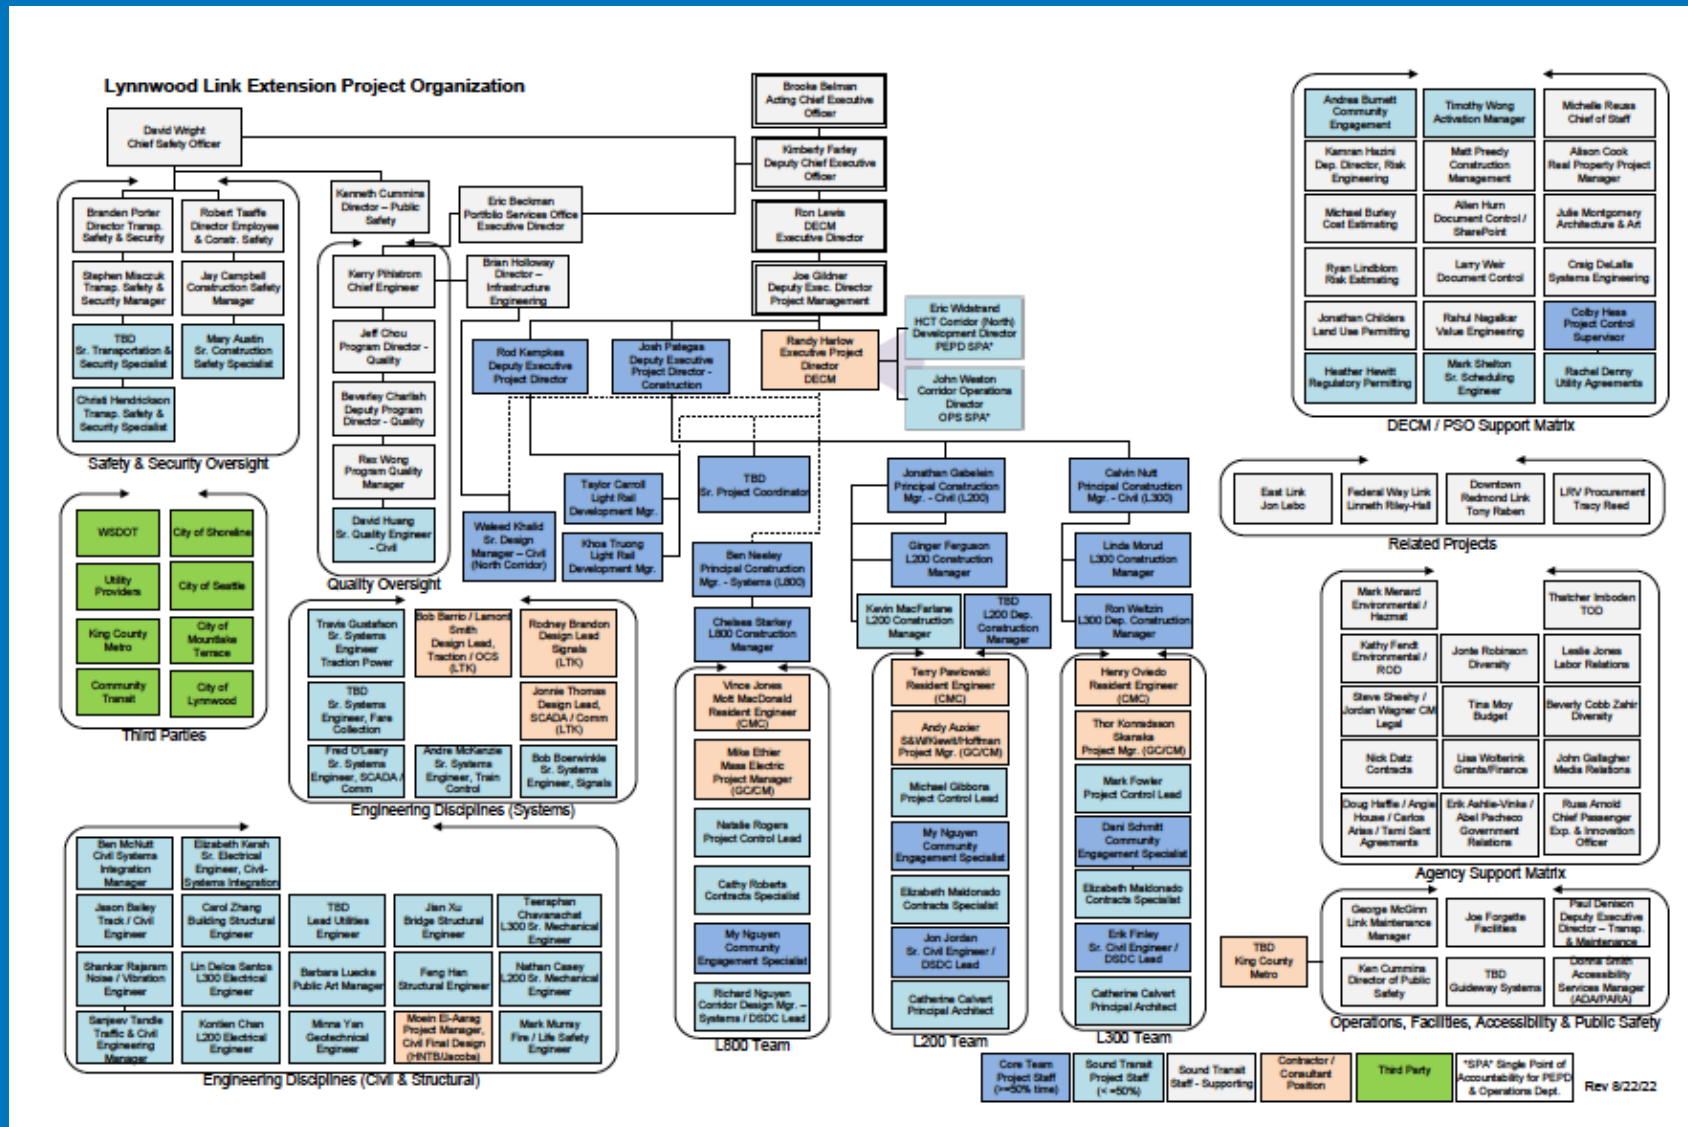 Lynnwood Link Extension Project Organization
Brooke Belman
Acting Chief Executive
Officer
David Wright
Chief Safety Officer
Kimberly Farley
Deputy Chief Executive
Officer
Kenneth Cummins
Director – Public
Safety
Eric Beckman
Portfolio Services Office
Executive Director
Ron Lewis
DECM
Executive Director
Branden Porter
Director Transp.
Safety & Security
Robert Taaffe
Director Employee
& Constr. Safety
Stephen Miaczuk
Transp. Safety &
Security Manager
Jay Campbell
Construction Safety
Manager
TBD
Sr. Transportation &
Security Specialist
Mary Austin
Sr. Construction
Safety Specialist
Christi Hendrickson
Transp. Safety &
Security Specialist
Safety & Security Oversight
Kerry Pihlstrom
Chief Engineer
Brian Holloway
Director –
Infrastructure
Engineering
Jeff Chou
Program Director -
Quality
Beverley Charlish
Deputy Program
Director - Quality
Rex Wong
Program Quality
Manager
David Huang
Sr. Quality Engineer
- Civil
Quality Oversight
Joe Gildner
Deputy Exec. Director
Project Management
Rod Kempkes
Deputy Executive
Project Director
Josh Pategas
Deputy Executive
Project Director -
Construction
Randy Harlow
Executive Project
Director
DECM
Eric Widstrand
HCT Corridor (North)
Development Director
PEPD SPA*
John Weston
Corridor Operations
Director
OPS SPA*
Waleed Khalid
Sr. Design
Manager – Civil
(North Corridor)
Taylor Carroll
Light Rail
Development Mgr.
Khoa Truong
Light Rail
Development Mgr.
TBD
Sr. Project Coordinator
Jonathan Gabelein
Principal Construction
Mgr. - Civil (L200)
Calvin Nutt
Principal Construction
Mgr. - Civil (L300)
Ben Neeley
Principal Construction
Mgr. - Systems (L800)
Chelsea Starkey
L800 Construction
Manager
Ginger Ferguson
L200 Construction
Manager
Kevin MacFarlane
L200 Construction
Manager
TBD
L200 Dep.
Construction
Manager
Linda Morud
L300 Construction
Manager
Ron Weitzin
L300 Dep. Construction
Manager
Vince Jones
Mott MacDonald
Resident Engineer
(CMC)
Mike Ethier
Mass Electric
Project Manager
(GC/CM)
Natalie Rogers
Project Control Lead
Cathy Roberts
Contracts Specialist
My Nguyen
Community
Engagement Specialist
Richard Nguyen
Corridor Design Mgr. –
Systems / DSDC Lead
L800 Team
Terry Pawlowski
Resident Engineer
(CMC)
Andy Auxier
S&W/Kiewit/Hoffman
Project Mgr. (GC/CM)
Michael Gibbons
Project Control Lead
My Nguyen
Community
Engagement Specialist
Elizabeth Maldonado
Contracts Specialist
Jon Jordan
Sr. Civil Engineer /
DSDC Lead
Catherine Calvert
Principal Architect
L200 Team
Henry Oviedo
Resident Engineer
(CMC)
Thor Konradsson
Skanska
Project Mgr. (GC/CM)
Mark Fowler
Project Control Lead
Dani Schmitt
Community
Engagement Specialist
Elizabeth Maldonado
Contracts Specialist
Erik Finley
Sr. Civil Engineer /
DSDC Lead
Catherine Calvert
Principal Architect
L300 Team
WSDOT
City of Shoreline
Utility
Providers
City of Seattle
King County
Metro
City of
Mountlake
Terrace
Community
Transit
City of
Lynnwood
Third Parties
Travis Gustafson
Sr. Systems
Engineer
Traction Power
Bob Berrio / Lamont
Smith
Design Lead,
Traction / OCS
(LTK)
Rodney Brandon
Design Lead
Signals
(LTK)
TBD
Sr. Systems
Engineer, Fare
Collection
Jonnie Thomas
Design Lead,
SCADA / Comm
(LTK)
Fred O'Leary
Sr. Systems
Engineer, SCADA /
Comm
Andre McKenzie
Sr. Systems
Engineer, Train
Control
Bob Boerwinkle
Sr. Systems
Engineer, Signals
Engineering Disciplines (Systems)
Ben McNutt
Civil Systems
Integration
Manager
Elizabeth Kersh
Sr. Electrical
Engineer, Civil-
Systems Integration
Jason Bailey
Track / Civil
Engineer
Carol Zhang
Building Structural
Engineer
TBD
Lead Utilities
Engineer
Jian Xu
Bridge Structural
Engineer
Teeraphan
Chavanachat
L300 Sr. Mechanical
Engineer
Shankar Rajaram
Noise / Vibration
Engineer
Lin Delos Santos
L300 Electrical
Engineer
Barbara Luecke
Public Art Manager
Feng Han
Structural Engineer
Nathan Casey
L200 Sr. Mechanical
Engineer
Sanjeev Tandle
Traffic & Civil
Engineering
Manager
Kontien Chan
L200 Electrical
Engineer
Minna Yan
Geotechnical
Engineer
Moein El-Aarag
Project Manager,
Civil Final Design
(HNTB/Jacobs)
Mark Murray
Fire / Life Safety
Engineer
Engineering Disciplines (Civil & Structural)
Andrea Burnett
Community
Engagement
Timothy Wong
Activation Manager
Michelle Reuss
Chief of Staff
Kamran Hazini
Dep. Director, Risk
Engineering
Matt Preedy
Construction
Management
Alison Cook
Real Property Project
Manager
Michael Burley
Cost Estimating
Allen Hurn
Document Control /
SharePoint
Julie Montgomery
Architecture & Art
Ryan Lindblom
Risk Estimating
Larry Weir
Document Control
Craig DeLalla
Systems Engineering
Jonathan Childers
Land Use Permitting
Rahul Nagalkar
Value Engineering
Colby Hess
Project Control
Supervisor
Heather Hewitt
Regulatory Permitting
Mark Shelton
Sr. Scheduling
Engineer
Rachel Denny
Utility Agreements
DECM / PSO Support Matrix
East Link
Jon Lebo
Federal Way Link
Linneth Riley-Hall
Downtown
Redmond Link
Tony Raben
LRV Procurement
Tracy Reed
Related Projects
Mark Menard
Environmental /
Hazmat
Thatcher Imboden
TOD
Kathy Fendt
Environmental /
ROD
Jonte Robinson
Diversity
Leslie Jones
Labor Relations
Steve Sheehy /
Jordan Wagner CM
Legal
Tina Moy
Budget
Beverly Cobb Zahir
Diversity
Nick Datz
Contracts
Lisa Wolterink
Grants/Finance
John Gallagher
Media Relations
Doug Haffie / Angie
House / Carlos
Arias / Tami Sant
Agreements
Erik Ashlie-Vinke /
Abel Pacheco
Government
Relations
Russ Arnold
Chief Passenger
Exp. & Innovation
Officer
Agency Support Matrix
TBD
King County
Metro
George McGinn
Link Maintenance
Manager
Joe Forgette
Facilities
Paul Denison
Deputy Executive
Director – Transp.
& Maintenance
Ken Cummins
Director of Public
Safety
TBD
Guideway Systems
Donna Smith
Accessibility
Services Manager
(ADA/PARA)
Operations, Facilities, Accessibility & Public Safety
Core Team
Project Staff
(>=50% time)
Sound Transit
Project Staff
(< =50%)
Sound Transit
Staff - Supporting
Contractor /
Consultant
Position
Third Party
*SPA* Single Point of
Accountability for PEPD
& Operations Dept.
Rev 8/22/22